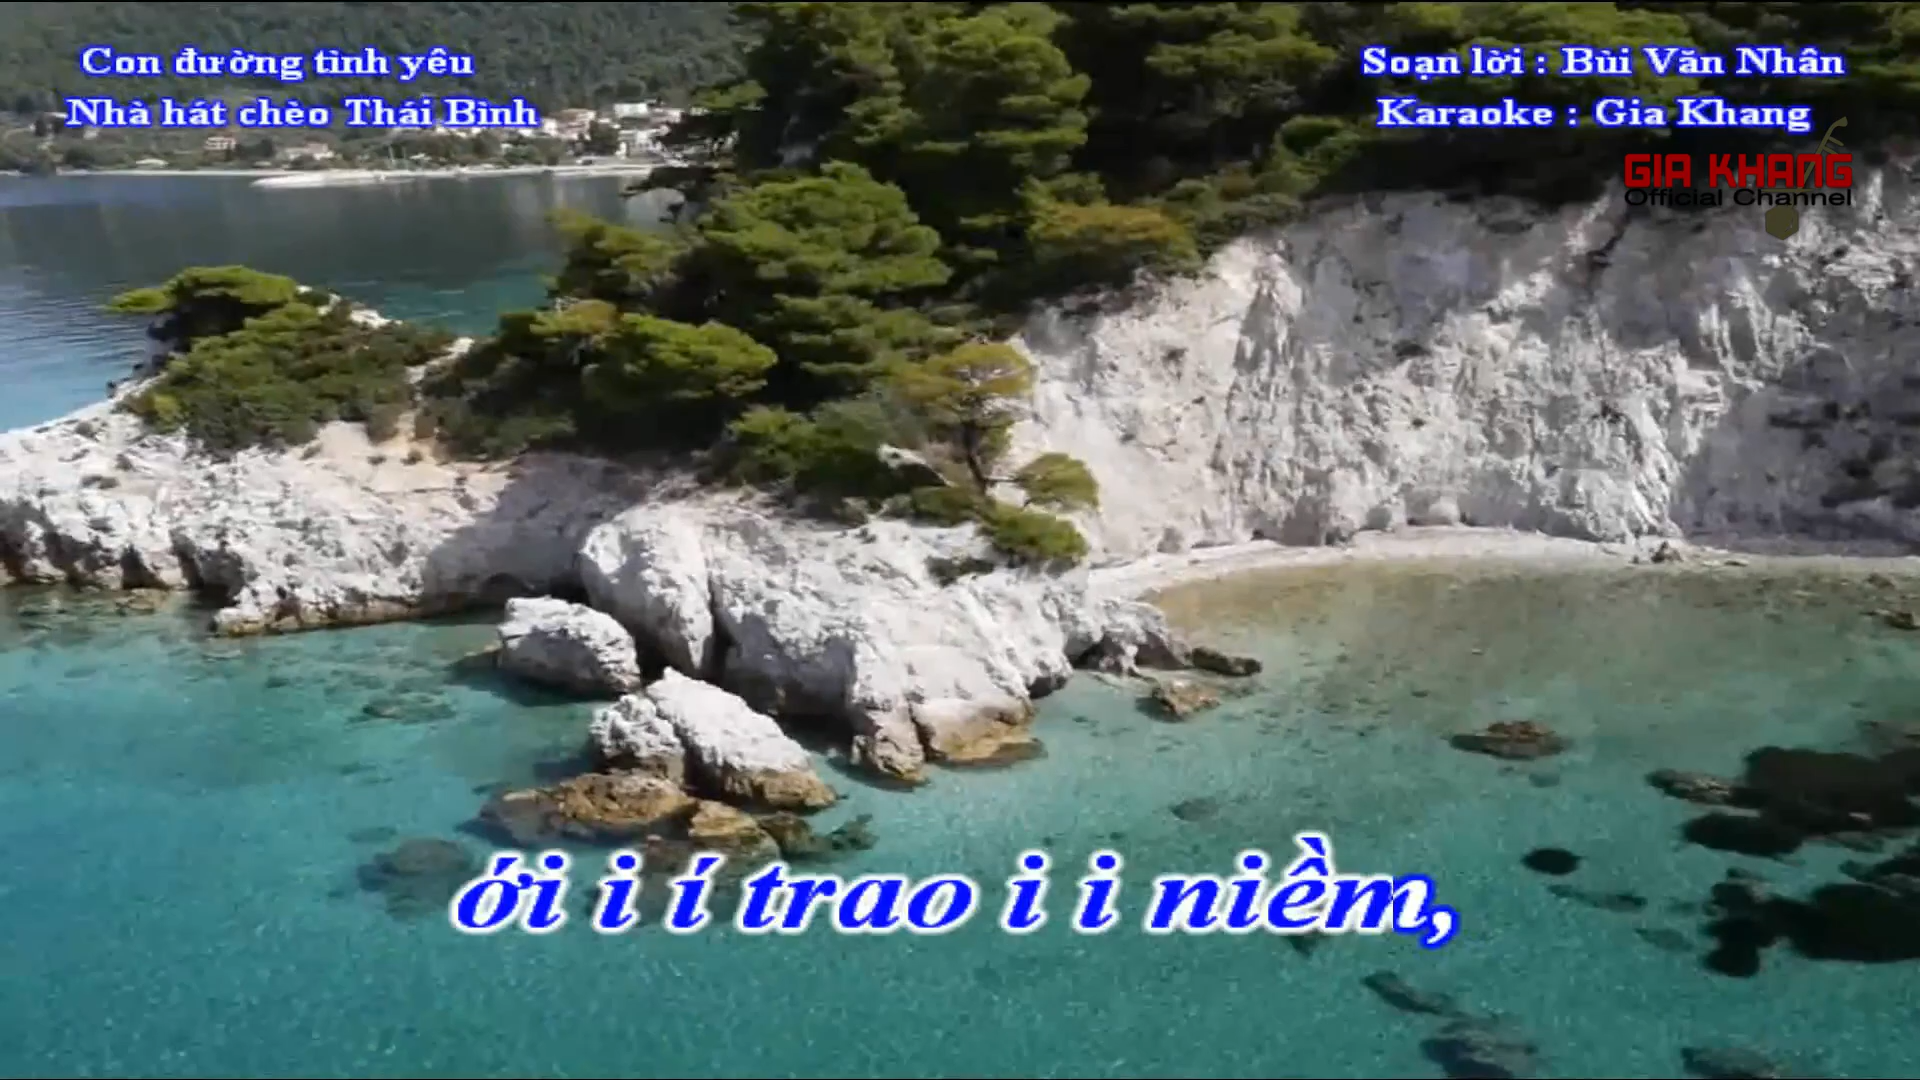 Con đường tình yêu
Nhà hát chèo Thái Bình
Soạn lời : Bùi Văn Nhân
Karaoke : Gia Khang
GIA KHANG
Official Channel
ới i í trao i i niềm,